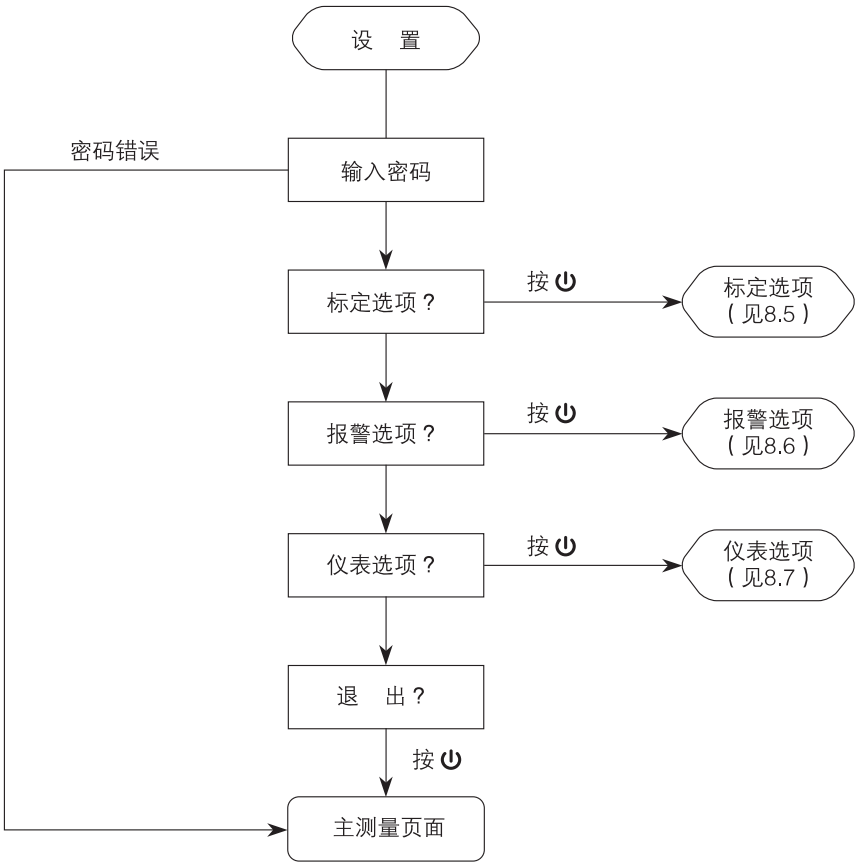 设 置
密码错误
输入密码
标定选项？
按⏻
标定选项
（见8.5）
报警选项？
按⏻
报警选项
（见8.6）
仪表选项？
按⏻
仪表选项
（见8.7）
退 出？
按⏻
主测量页面